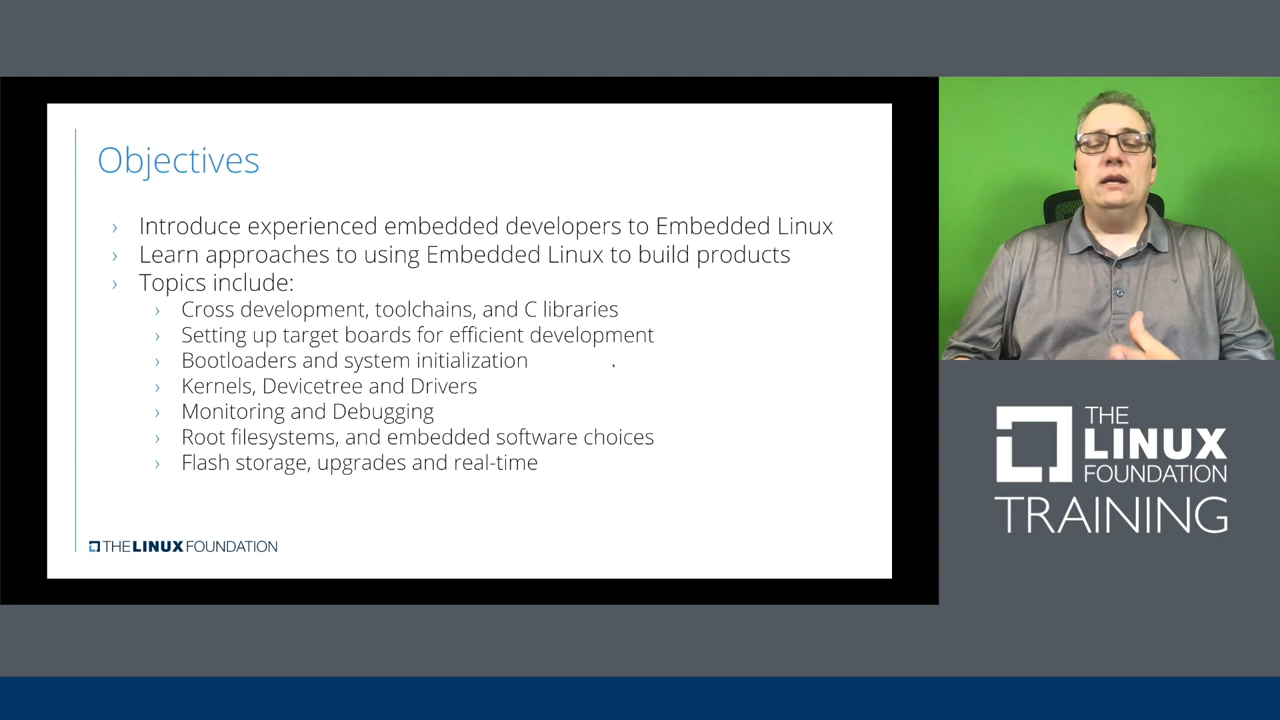 Objectives
› Introduce experienced embedded developers to Embedded Linux
› Learn approaches to using Embedded Linux to build products
› Topics include:
› Cross development, toolchains, and C libraries
› Setting up target boards for efficient development
› Bootloaders and system initialization
› Kernels, Devicetree and Drivers
› Monitoring and Debugging
› Root filesystems, and embedded software choices
› Flash storage, upgrades and real-time
THE LINUX FOUNDATION
THE
LINUX
FOUNDATION
TRAINING